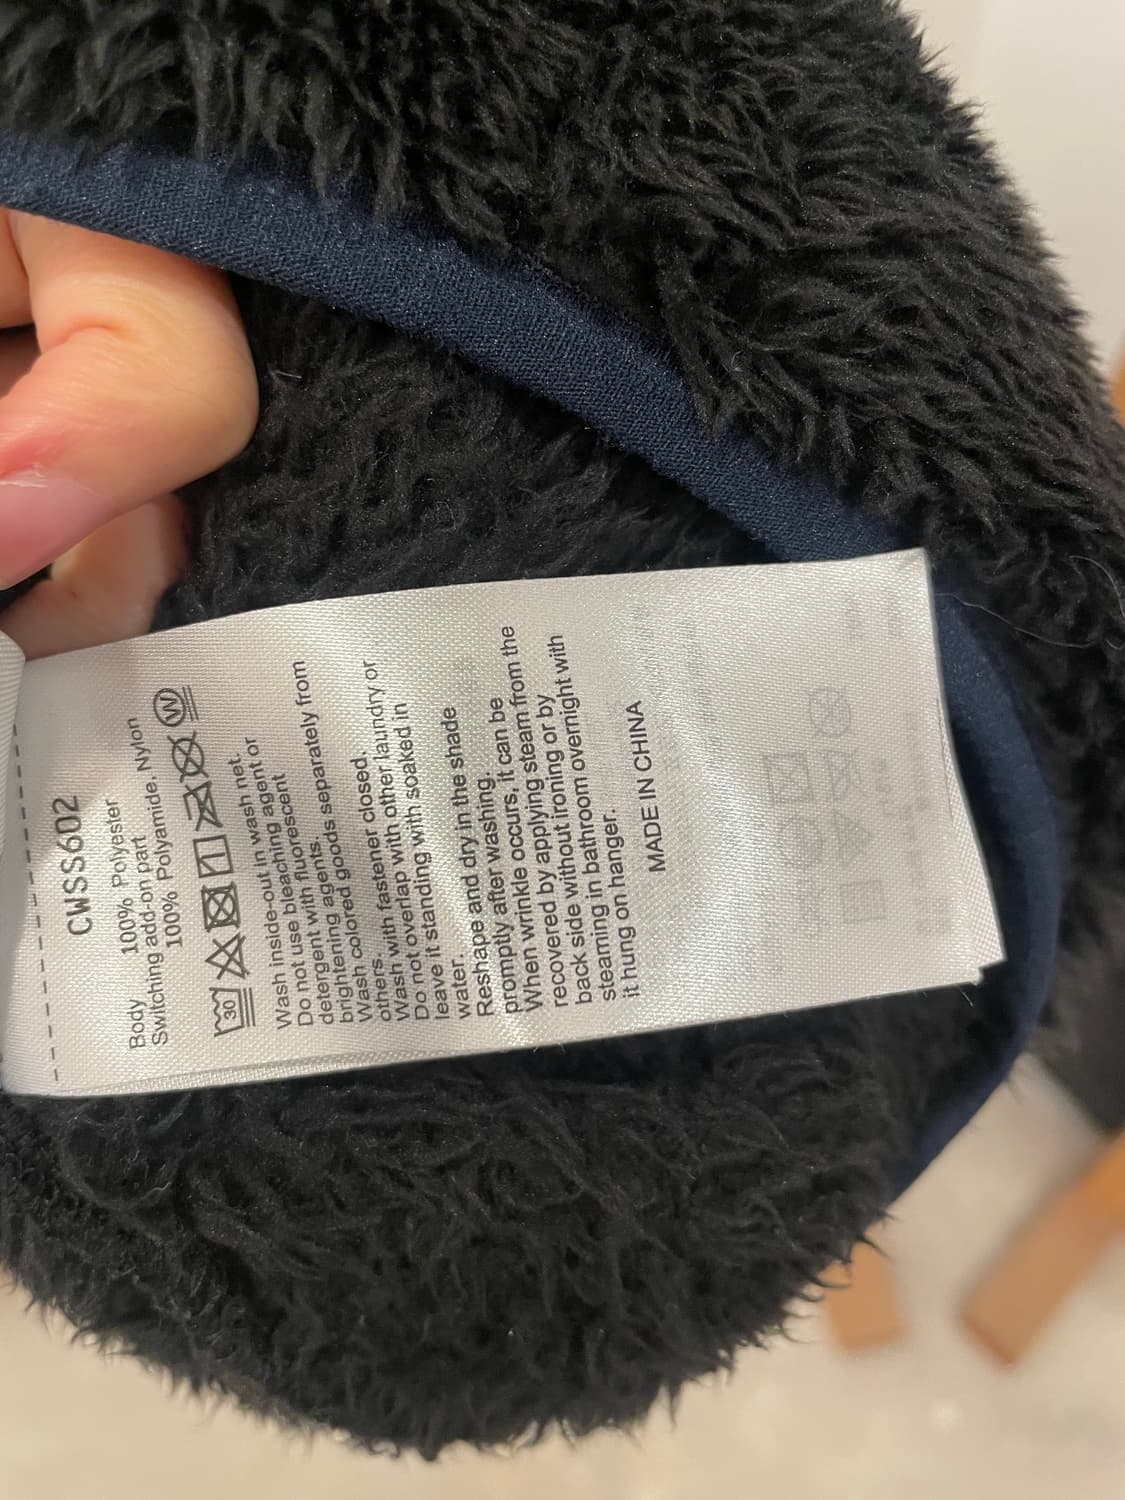 CWSS602
Body 100% Polyester
Switching add-on part
100% Polyamide, Nylon
30 W
Wash inside-out in wash net.
Do not use bleaching agent or
detergent with fluorescent
brightening agents.
Wash colored goods separately from
others.
Wash with fastener closed.
Do not overlap with other laundry or
leave it standing with soaked in
water.
Reshape and dry in the shade
promptly after washing.
When wrinkle occurs, it can be
recovered by applying steam from the
back side without ironing or by
steaming in bathroom overnight with
it hung on hanger.
MADE IN CHINA